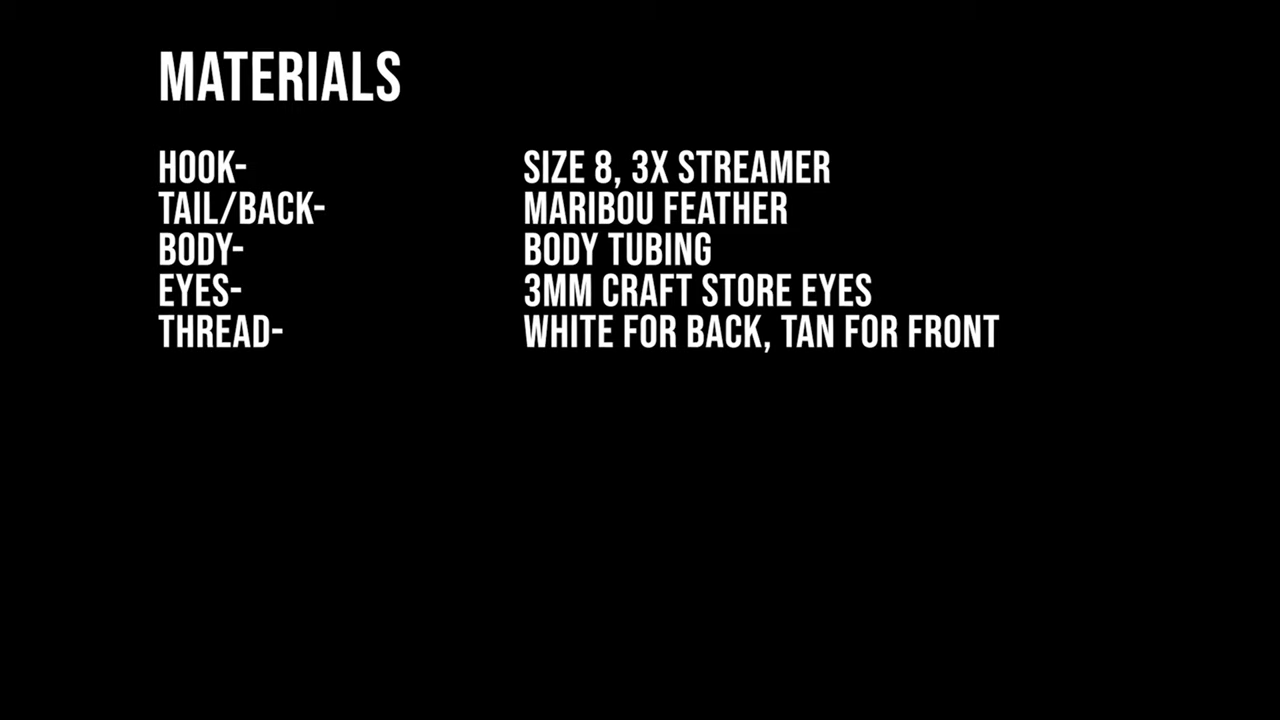 MATERIALS
HOOK- SIZE 8, 3X STREAMER
TAIL/BACK- MARIBOU FEATHER
BODY- BODY TUBING
EYES- 3MM CRAFT STORE EYES
THREAD- WHITE FOR BACK, TAN FOR FRONT